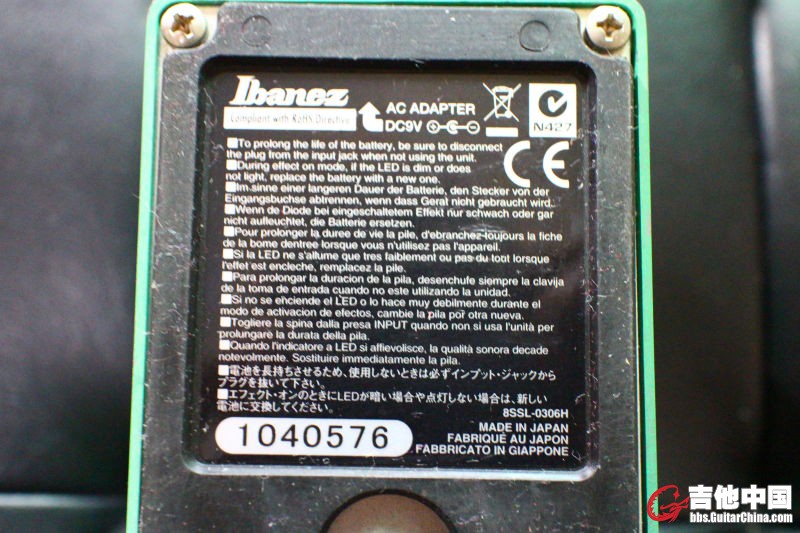 Ibanez
Compliant with RoHS Directive
AC ADAPTER
DC9V
N427
CE
■To prolong the life of the battery, be sure to disconnect
the plug from the input jack when not using the unit.
■During effect on mode, if the LED is dim or does
not light, replace the battery with a new one.
■Im.sinne einer langeren Dauer der Batterie, den Stecker von der
Eingangsbuchse abtrennen, wenn dass Gerat nicht gebraucht wird..
■Wenn de Diode bei eingeschaltetem Effekt nur schwach oder gar
nicht aufleuchtet, die Batterie ersetzen.
■Pour prolonger la duree de vie la pile, d'ebranchez-toujours la fiche
de la borne dentree lorsque vous n'utilizez pas l'appareil.
■Si la LED ne s'allume que tres faiblement ou pas du tout lorsque
l'effet est encleche, remplacez la pile.
■Para prolongar la duracion de la pila, desenchufe siempre la clavija
de la toma de entrada cuando no este utilizando la unidad.
■Si no se ehciende el LED o lo hace muy debilmente durante el
modo de activacion de efectos, cambie la pila por otra nueva.
■Togliere la spina dalla presa INPUT quando non si usa l'unità per
prolungare la durata della pila.
■Quando l'indicatore a LED si affievolisce, la qualità sonora decade
notevolmente. Sostituire immediatamente la pila.
■電池を長持ちさせるため、使用しないときは必ずインプット・ジャックから
プラグを抜いて下さい。
■エフェクト・オンのときにLEDが暗い場合や点灯しない場合は、新しい
電池に交換してください。
8SSL-0306H
1040576
MADE IN JAPAN
FABRIQUÉ AU JAPON
FABBRICATO IN GIAPPONE
吉他中国
bbs.GuitarChina.com